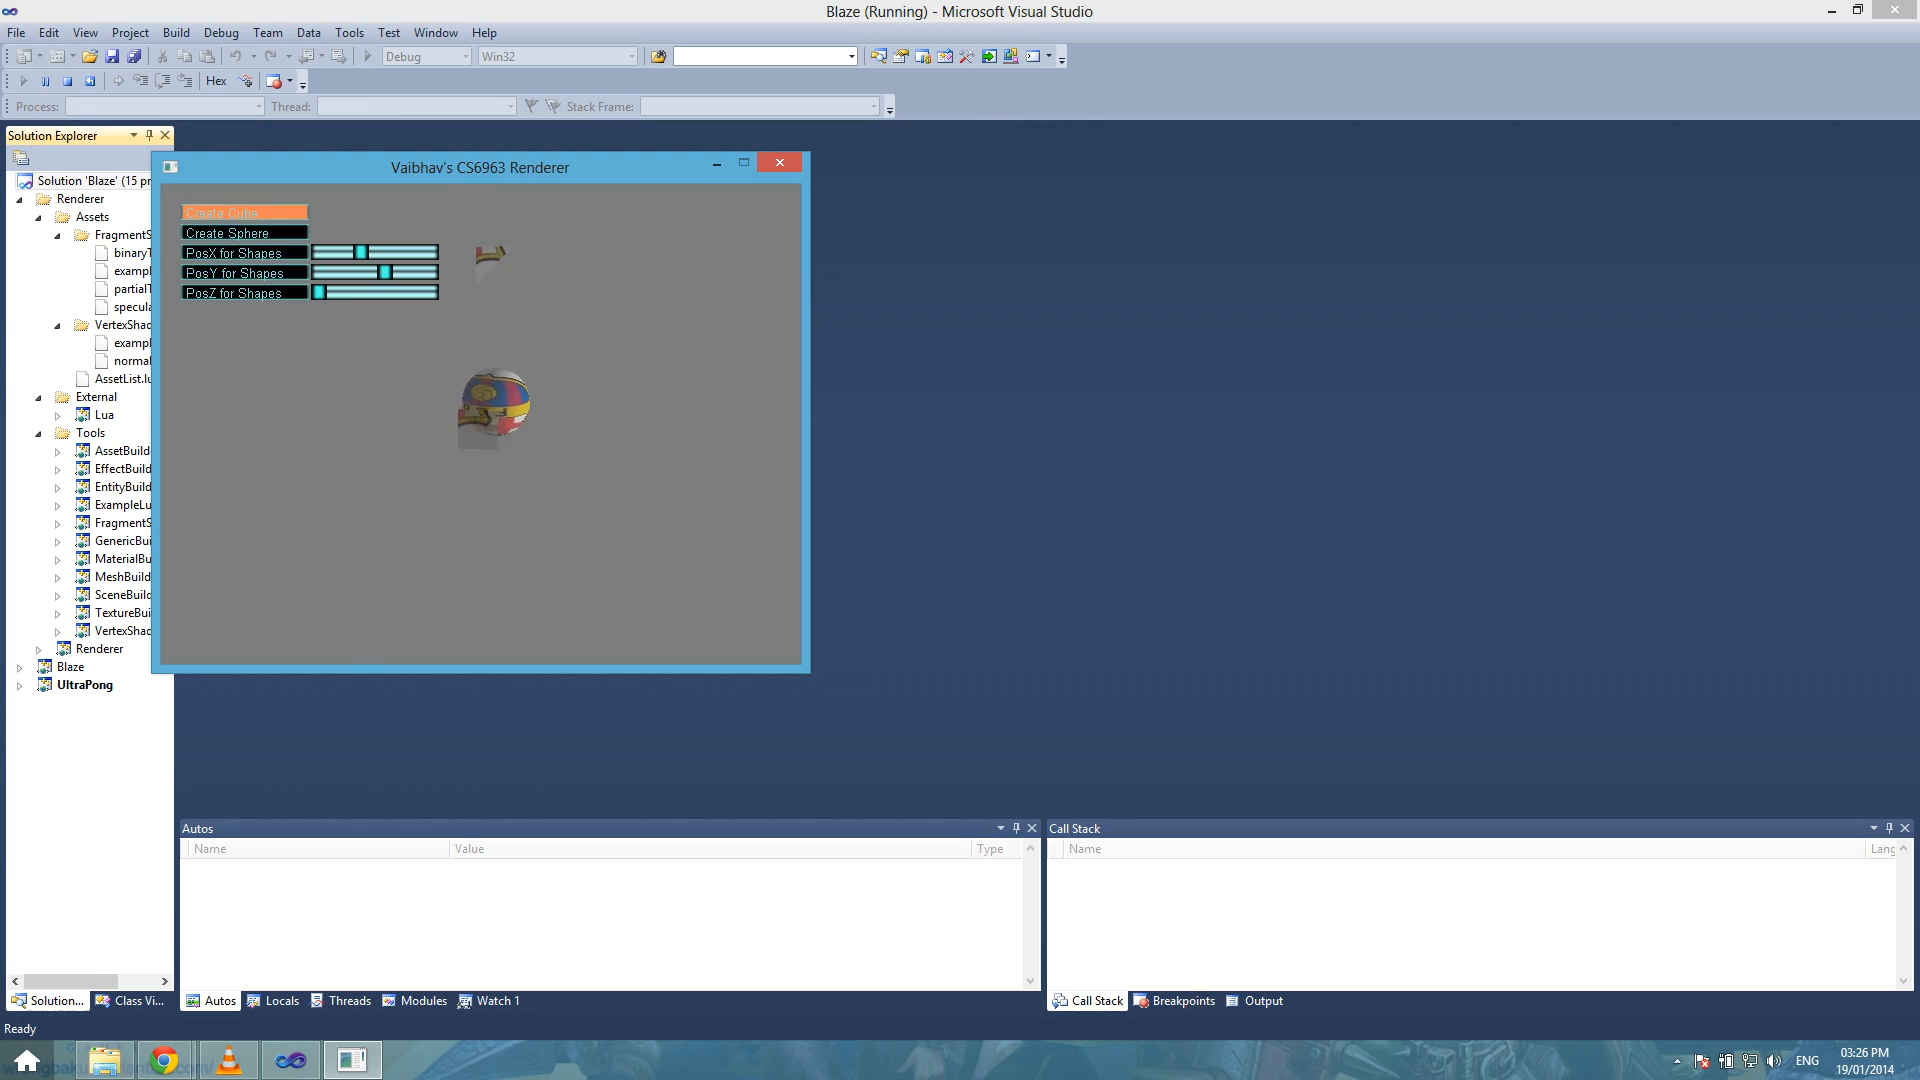 Blaze (Running) - Microsoft Visual Studio
File Edit View Project Build Debug Team Data Tools Test Window Help
Debug Win32
Hex
Process: Thread: Stack Frame:
Solution Explorer
Solution 'Blaze' (15 pr
Renderer
Assets
FragmentS
binaryT
exampl
partialT
specula
VertexShad
exampl
normal
AssetList.lu
External
Lua
Tools
AssetBuild
EffectBuild
EntityBuild
ExampleLu
FragmentS
GenericBui
MaterialBu
MeshBuild
SceneBuild
TextureBui
VertexShad
Renderer
Blaze
UltraPong
Vaibhav's CS6963 Renderer
Create Cube
Create Sphere
PosX for Shapes
PosY for Shapes
PosZ for Shapes
Autos
Name Value Type
Call Stack
Name Lang
Solution... Class Vi...
Autos Locals Threads Modules Watch 1
Call Stack Breakpoints Output
Ready
ENG
03:26 PM
19/01/2014